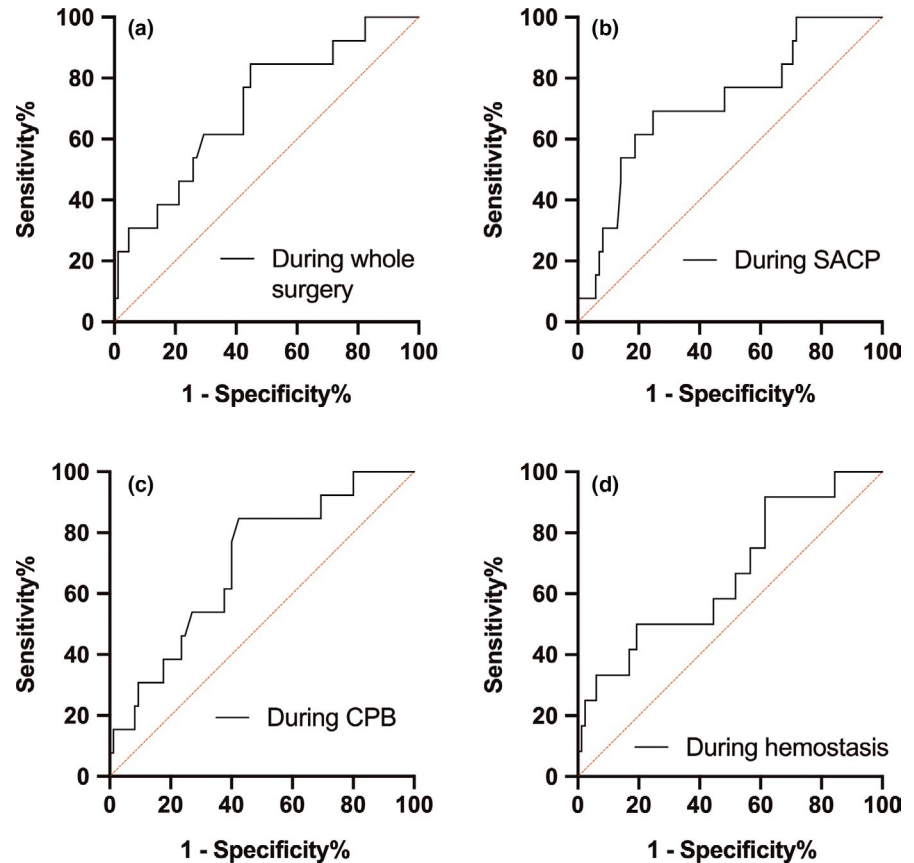 (a)
100
80
60
40
20
0
Sensitivity%
During whole
surgery
0 20 40 60 80 100
1 - Specificity%
(b)
100
80
60
40
20
0
Sensitivity%
During SACP
0 20 40 60 80 100
1 - Specificity%
(c)
100
80
60
40
20
0
Sensitivity%
During CPB
0 20 40 60 80 100
1 - Specificity%
(d)
100
80
60
40
20
0
Sensitivity%
During hemostasis
0 20 40 60 80 100
1 - Specificity%